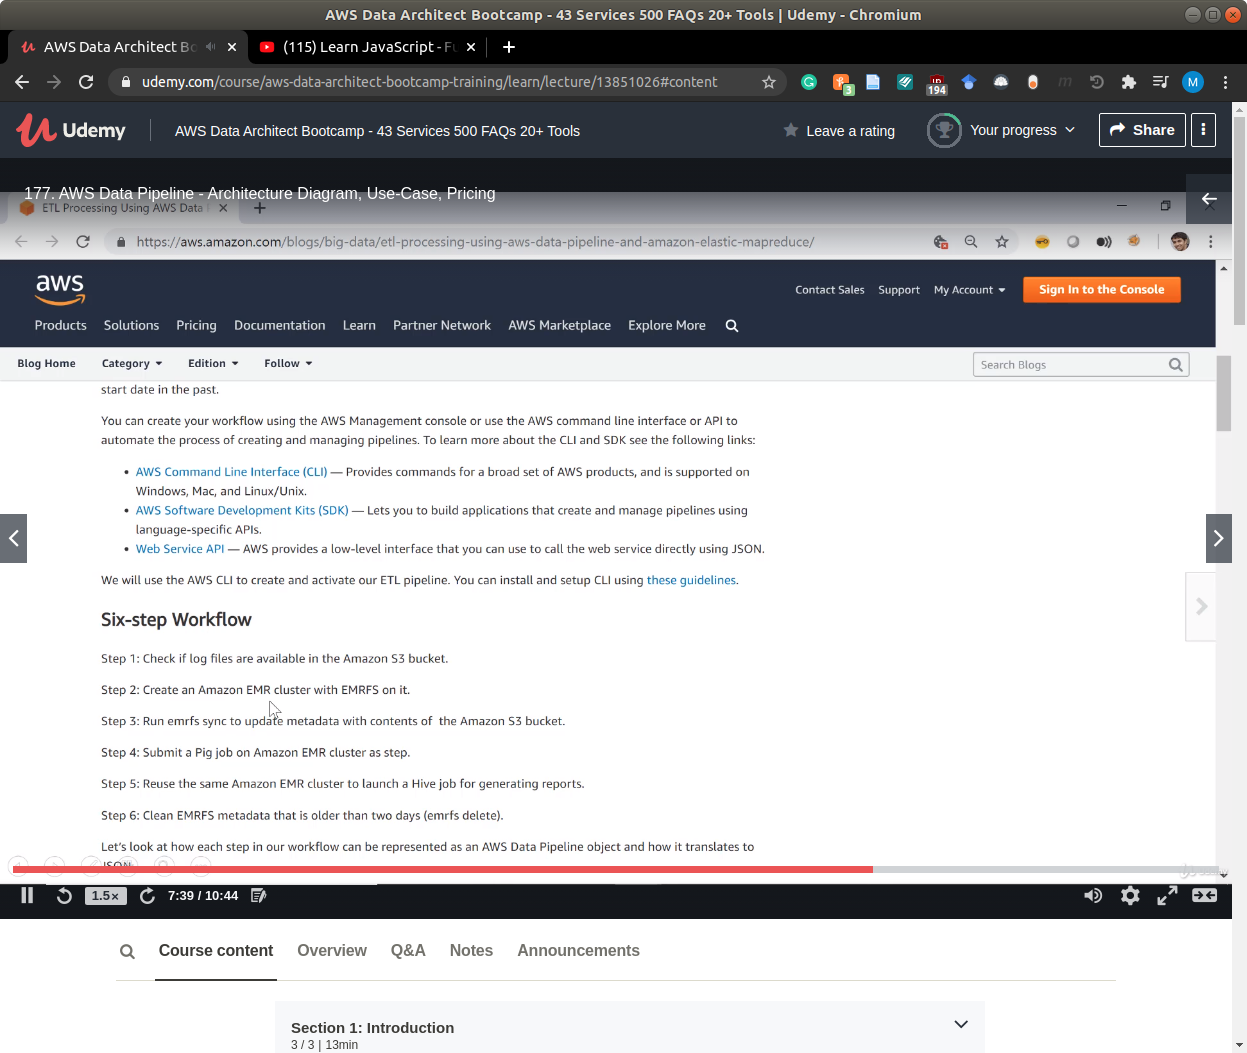 AWS Data Architect Bootcamp - 43 Services 500 FAQs 20+ Tools | Udemy - Chromium
AWS Data Architect Bo
(115) Learn JavaScript - Fu
udemy.com/course/aws-data-architect-bootcamp-training/learn/lecture/13851026#content
3
194
M
Udemy
AWS Data Architect Bootcamp - 43 Services 500 FAQs 20+ Tools
Leave a rating
Your progress
Share
177. AWS Data Pipeline - Architecture Diagram, Use-Case, Pricing
ETL Processing Using AWS Data
https://aws.amazon.com/blogs/big-data/etl-processing-using-aws-data-pipeline-and-amazon-elastic-mapreduce/
aws
Contact Sales Support My Account Sign In to the Console
Products Solutions Pricing Documentation Learn Partner Network AWS Marketplace Explore More
Blog Home Category Edition Follow Search Blogs
start date in the past.
You can create your workflow using the AWS Management console or use the AWS command line interface or API to
automate the process of creating and managing pipelines. To learn more about the CLI and SDK see the following links:
• AWS Command Line Interface (CLI) — Provides commands for a broad set of AWS products, and is supported on
Windows, Mac, and Linux/Unix.
• AWS Software Development Kits (SDK) — Lets you to build applications that create and manage pipelines using
language-specific APIs.
• Web Service API — AWS provides a low-level interface that you can use to call the web service directly using JSON.
We will use the AWS CLI to create and activate our ETL pipeline. You can install and setup CLI using these guidelines.
Six-step Workflow
Step 1: Check if log files are available in the Amazon S3 bucket.
Step 2: Create an Amazon EMR cluster with EMRFS on it.
Step 3: Run emrfs sync to update metadata with contents of the Amazon S3 bucket.
Step 4: Submit a Pig job on Amazon EMR cluster as step.
Step 5: Reuse the same Amazon EMR cluster to launch a Hive job for generating reports.
Step 6: Clean EMRFS metadata that is older than two days (emrfs delete).
Let's look at how each step in our workflow can be represented as an AWS Data Pipeline object and how it translates to
JSON.
1.5×
7:39 / 10:44
Course content Overview Q&A Notes Announcements
Section 1: Introduction
3 / 3 | 13min